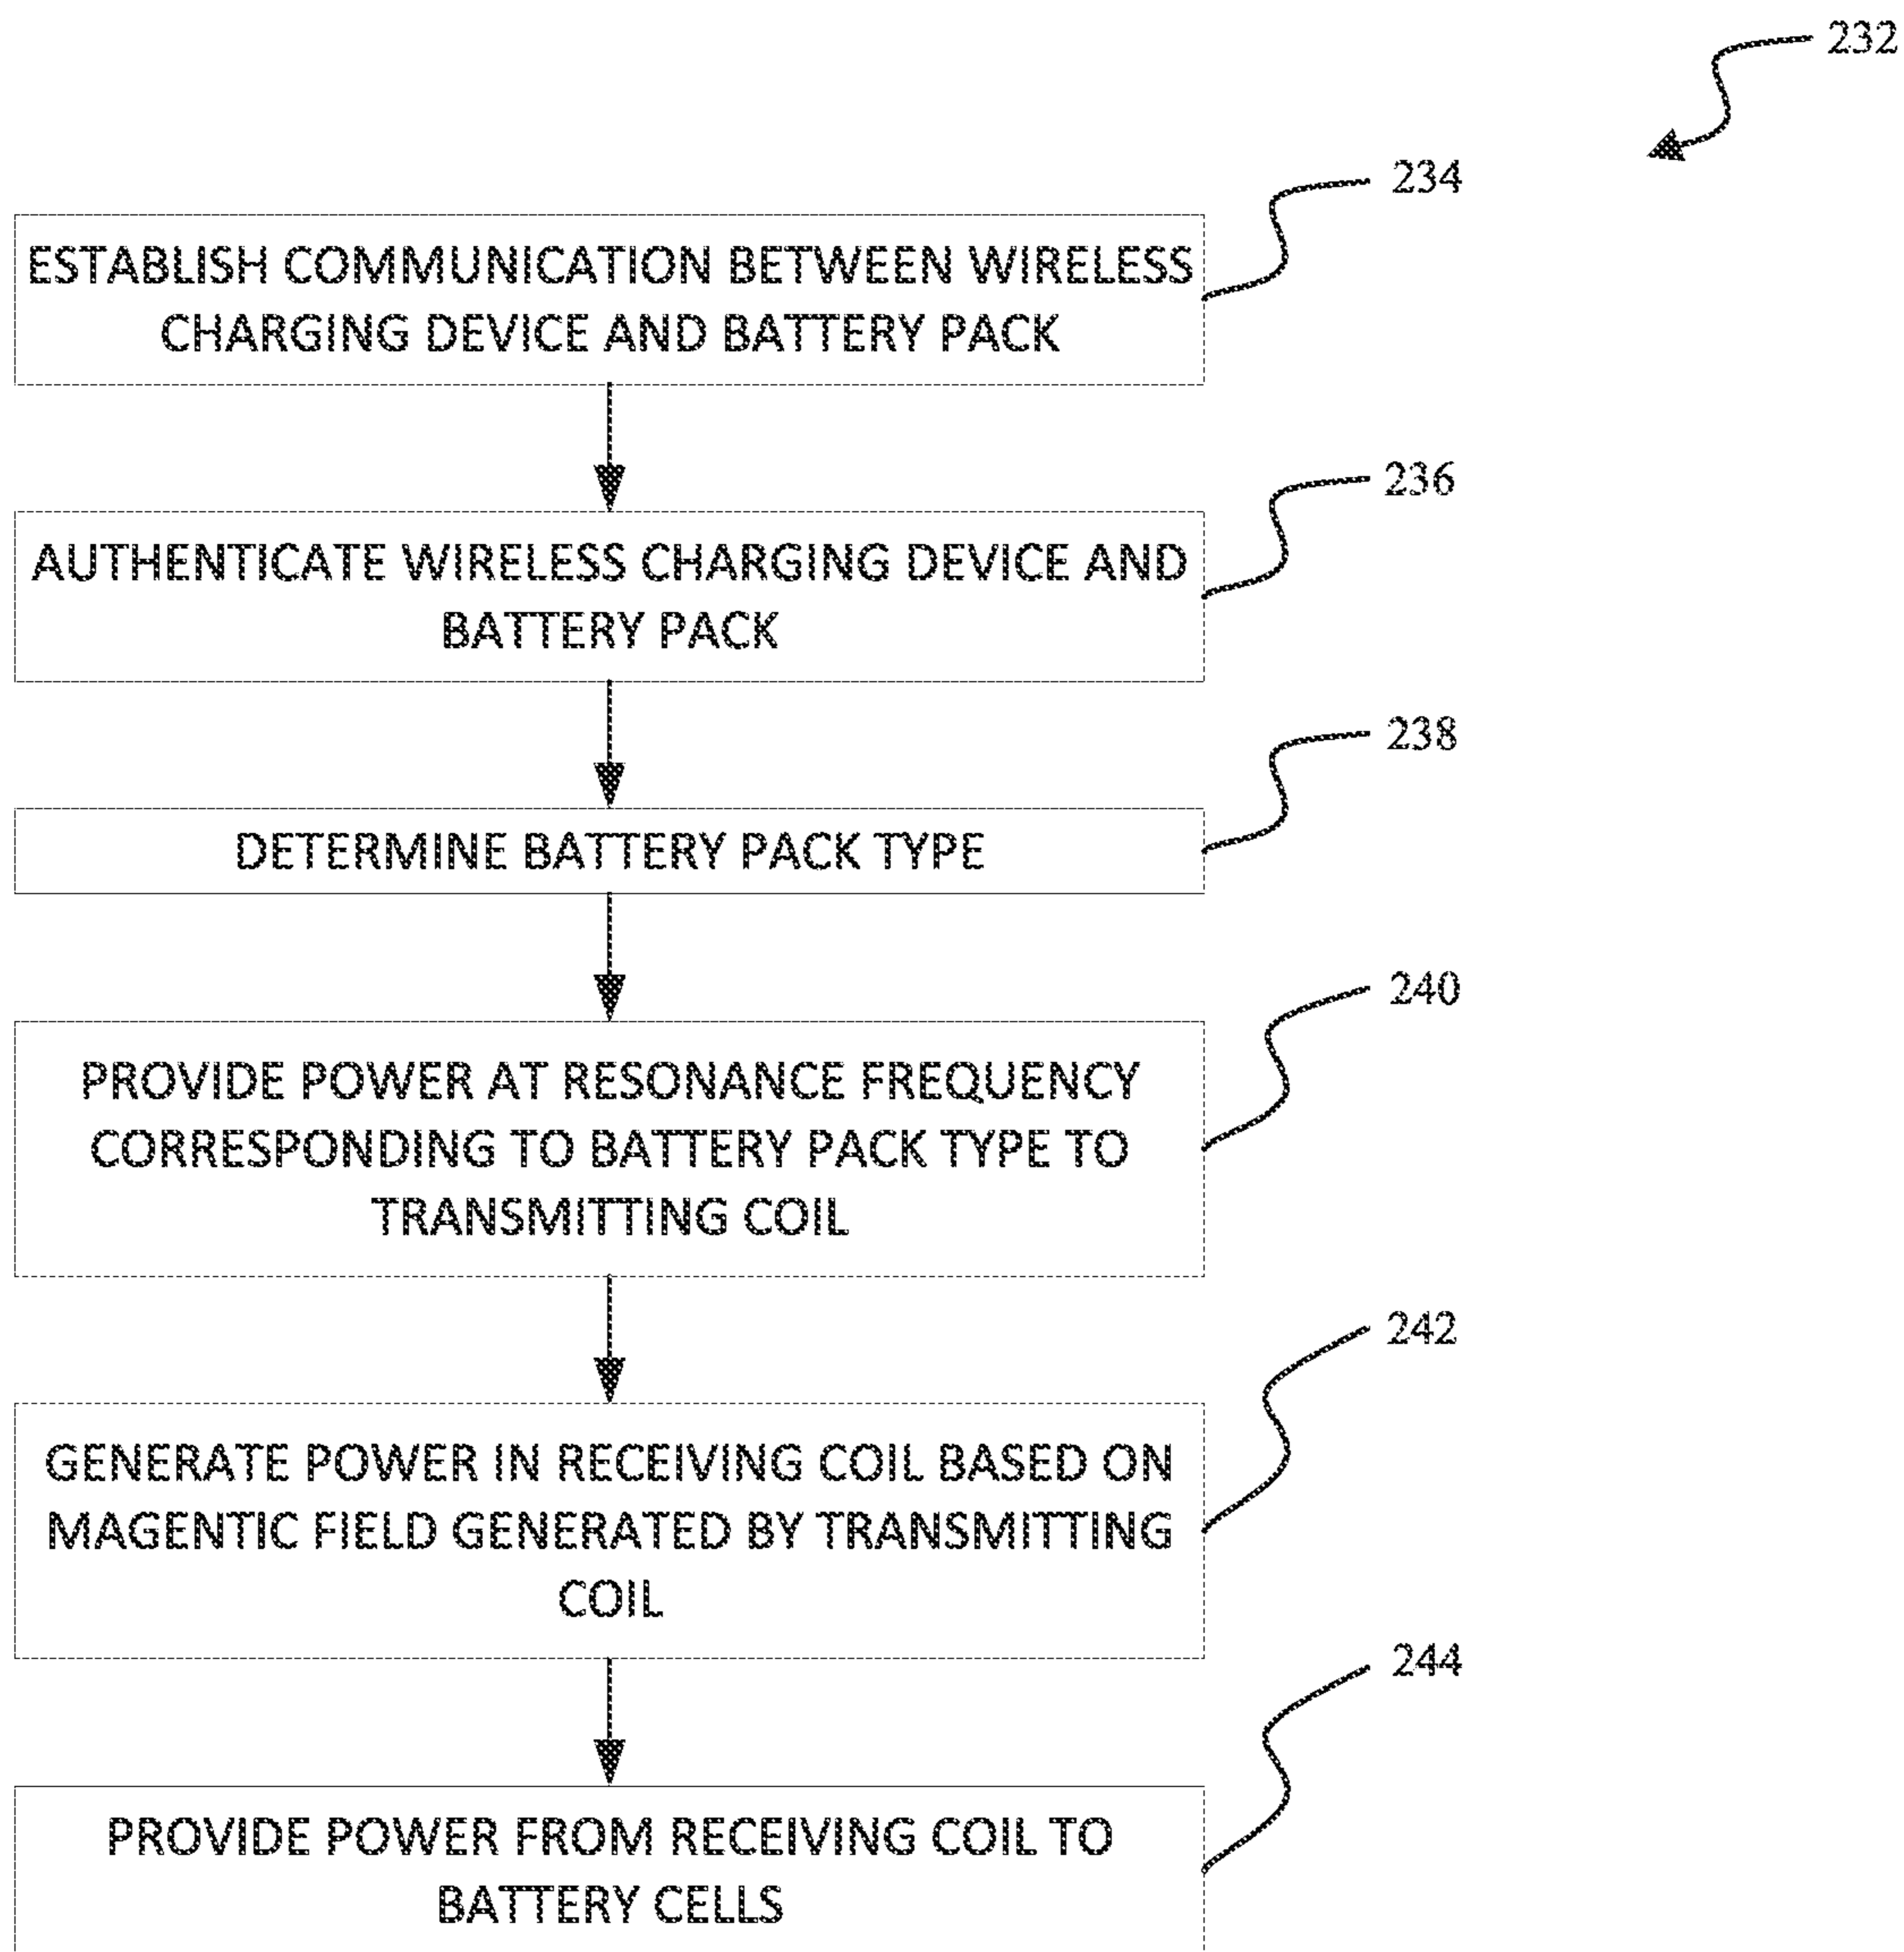 232
234
ESTABLISH COMMUNICATION BETWEEN WIRELESS
CHARGING DEVICE AND BATTERY PACK
236
AUTHENTICATE WIRELESS CHARGING DEVICE AND
BATTERY PACK
238
DETERMINE BATTERY PACK TYPE
240
PROVIDE POWER AT RESONANCE FREQUENCY
CORRESPONDING TO BATTERY PACK TYPE TO
TRANSMITTING COIL
242
GENERATE POWER IN RECEIVING COIL BASED ON
MAGENTIC FIELD GENERATED BY TRANSMITTING
COIL
244
PROVIDE POWER FROM RECEIVING COIL TO
BATTERY CELLS